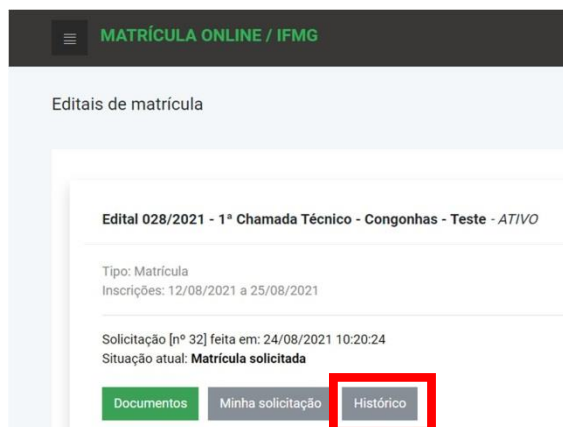 MATRÍCULA ONLINE / IFMG
Editais de matrícula
Edital 028/2021 - 1ª Chamada Técnico - Congonhas - Teste - ATIVO
Tipo: Matrícula
Inscrições: 12/08/2021 a 25/08/2021
Solicitação [nº 32] feita em: 24/08/2021 10:20:24
Situação atual: Matrícula solicitada
Documentos Minha solicitação Histórico